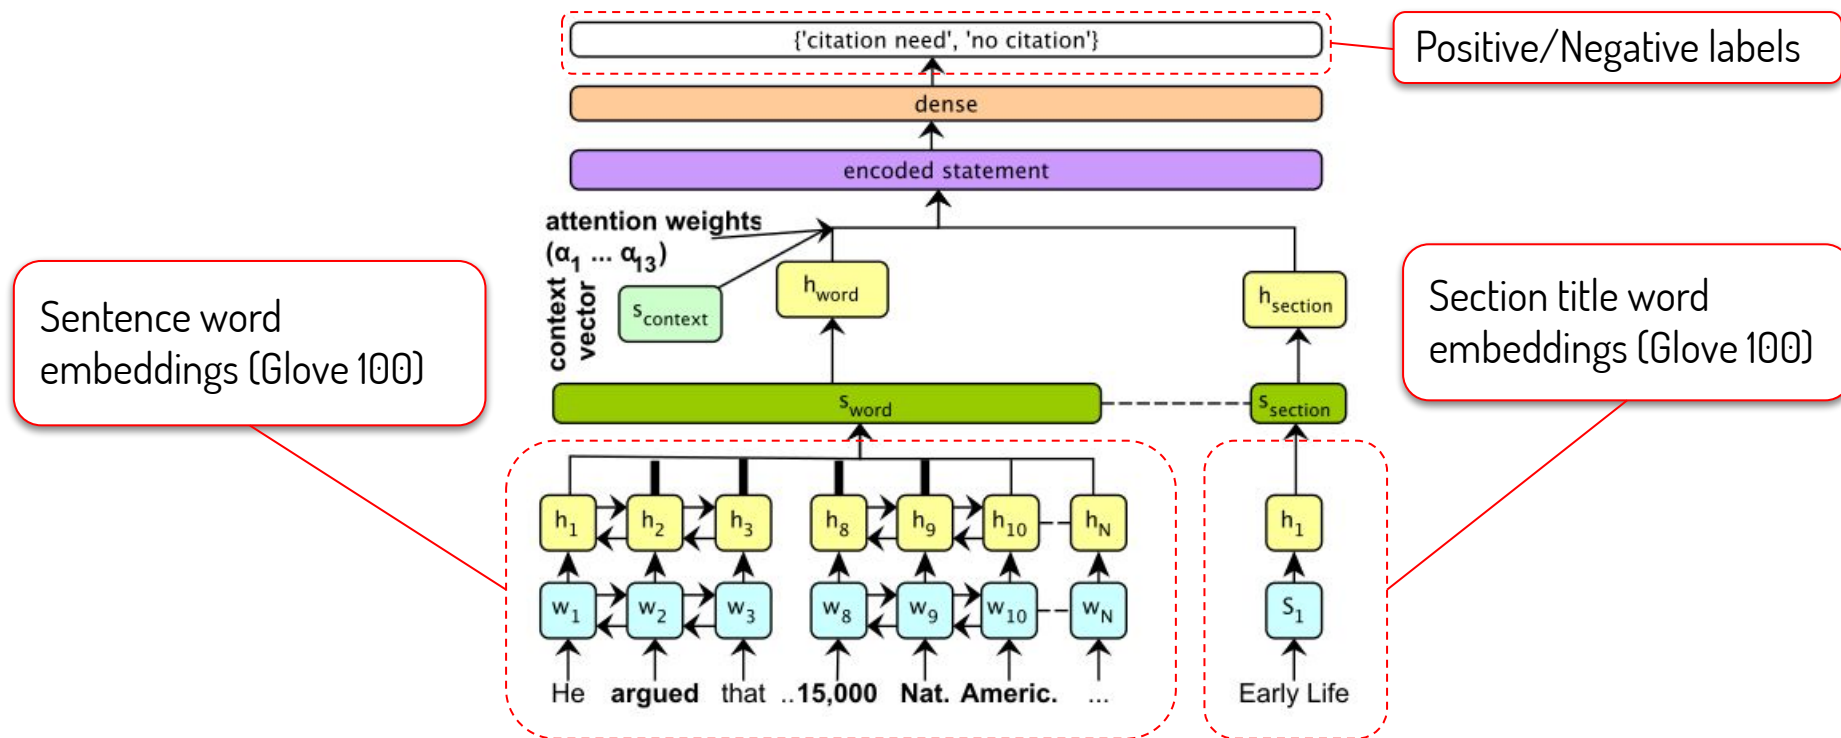 {'citation need', 'no citation'}
Positive/Negative labels
dense
encoded statement
attention weights
(α1 ... α13)
context
vector
scontext
hword
hsection
Sentence word
embeddings (Glove 100)
Section title word
embeddings (Glove 100)
sword
ssection
h1 h2 h3 h8 h9 h10 hN h1
w1 w2 w3 w8 w9 w10 wN S1
He argued that ..15,000 Nat. Americ. ... Early Life